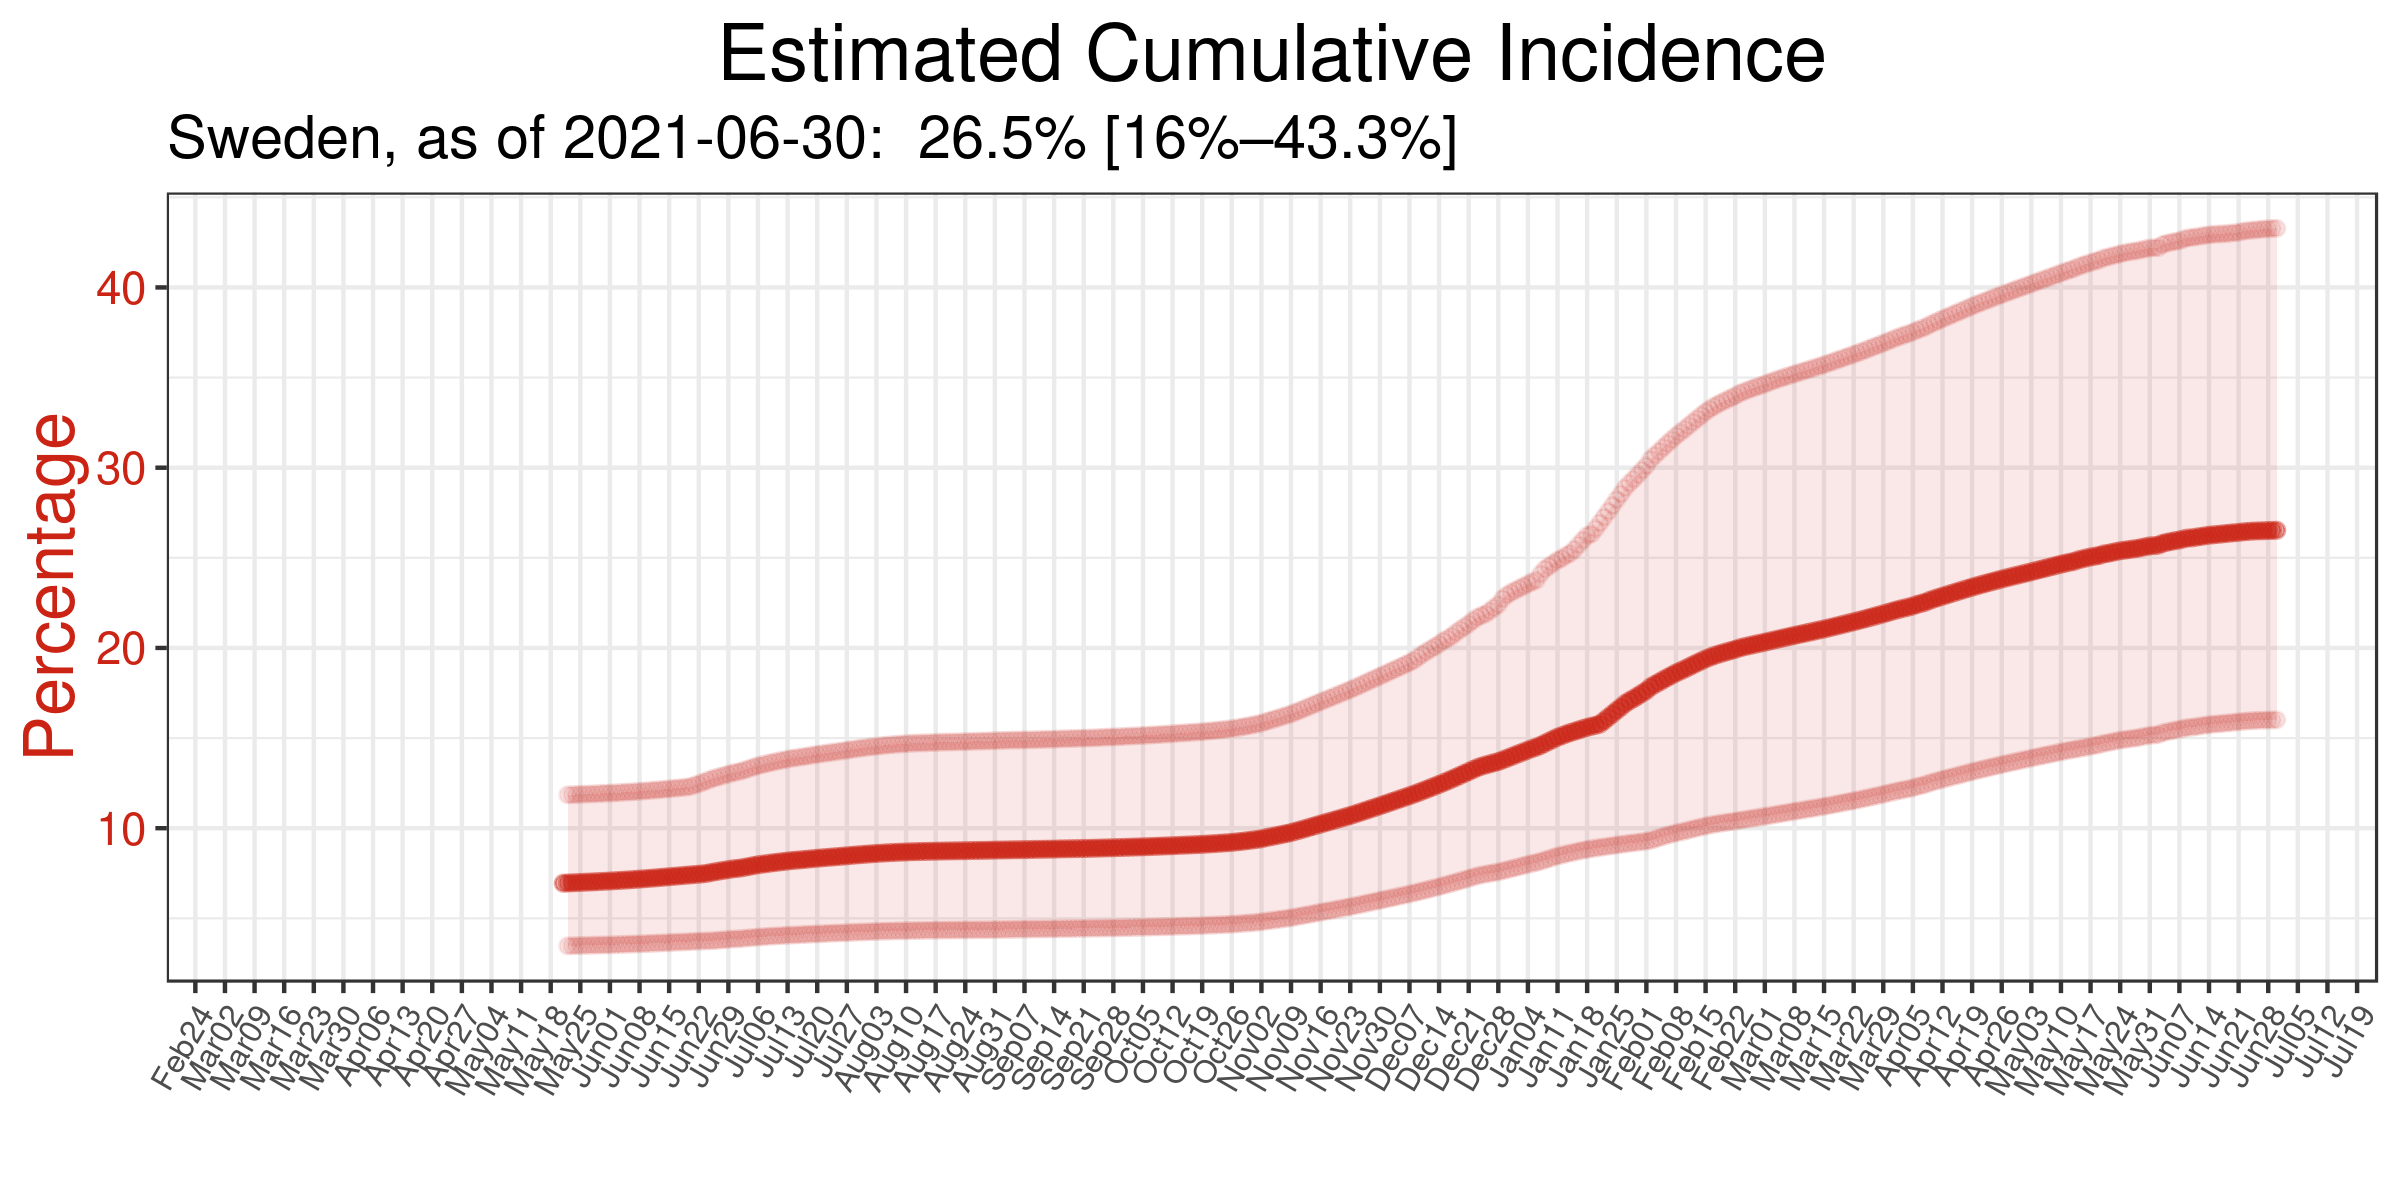 Estimated Cumulative Incidence
Sweden, as of 2021-06-30:  26.5% [16%–43.3%]
Percentage
40
30
20
10
Feb24
Mar02
Mar09
Mar16
Mar23
Mar30
Apr06
Apr13
Apr20
Apr27
May04
May11
May18
May25
Jun01
Jun08
Jun15
Jun22
Jun29
Jul06
Jul13
Jul20
Jul27
Aug03
Aug10
Aug17
Aug24
Aug31
Sep07
Sep14
Sep21
Sep28
Oct05
Oct12
Oct19
Oct26
Nov02
Nov09
Nov16
Nov23
Nov30
Dec07
Dec14
Dec21
Dec28
Jan04
Jan11
Jan18
Jan25
Feb01
Feb08
Feb15
Feb22
Mar01
Mar08
Mar15
Mar22
Mar29
Apr05
Apr12
Apr19
Apr26
May03
May10
May17
May24
May31
Jun07
Jun14
Jun21
Jun28
Jul05
Jul12
Jul19